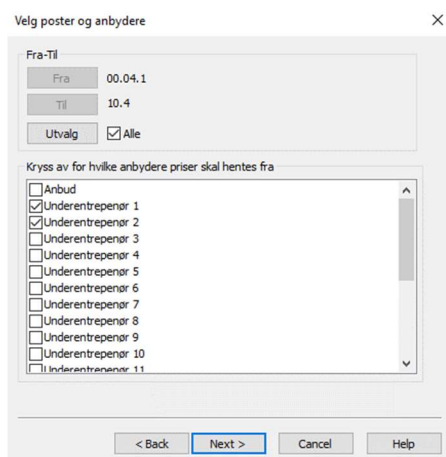 Velg poster og anbydere
Fra-Til
Fra 00.04.1
Til 10.4
Utvalg Alle
Kryss av for hvilke anbydere priser skal hentes fra
Anbud
Underentrepenør 1
Underentrepenør 2
Underentrepenør 3
Underentrepenør 4
Underentrepenør 5
Underentrepenør 6
Underentrepenør 7
Underentrepenør 8
Underentrepenør 9
Underentrepenør 10
Underentrepenør 11
< Back Next > Cancel Help